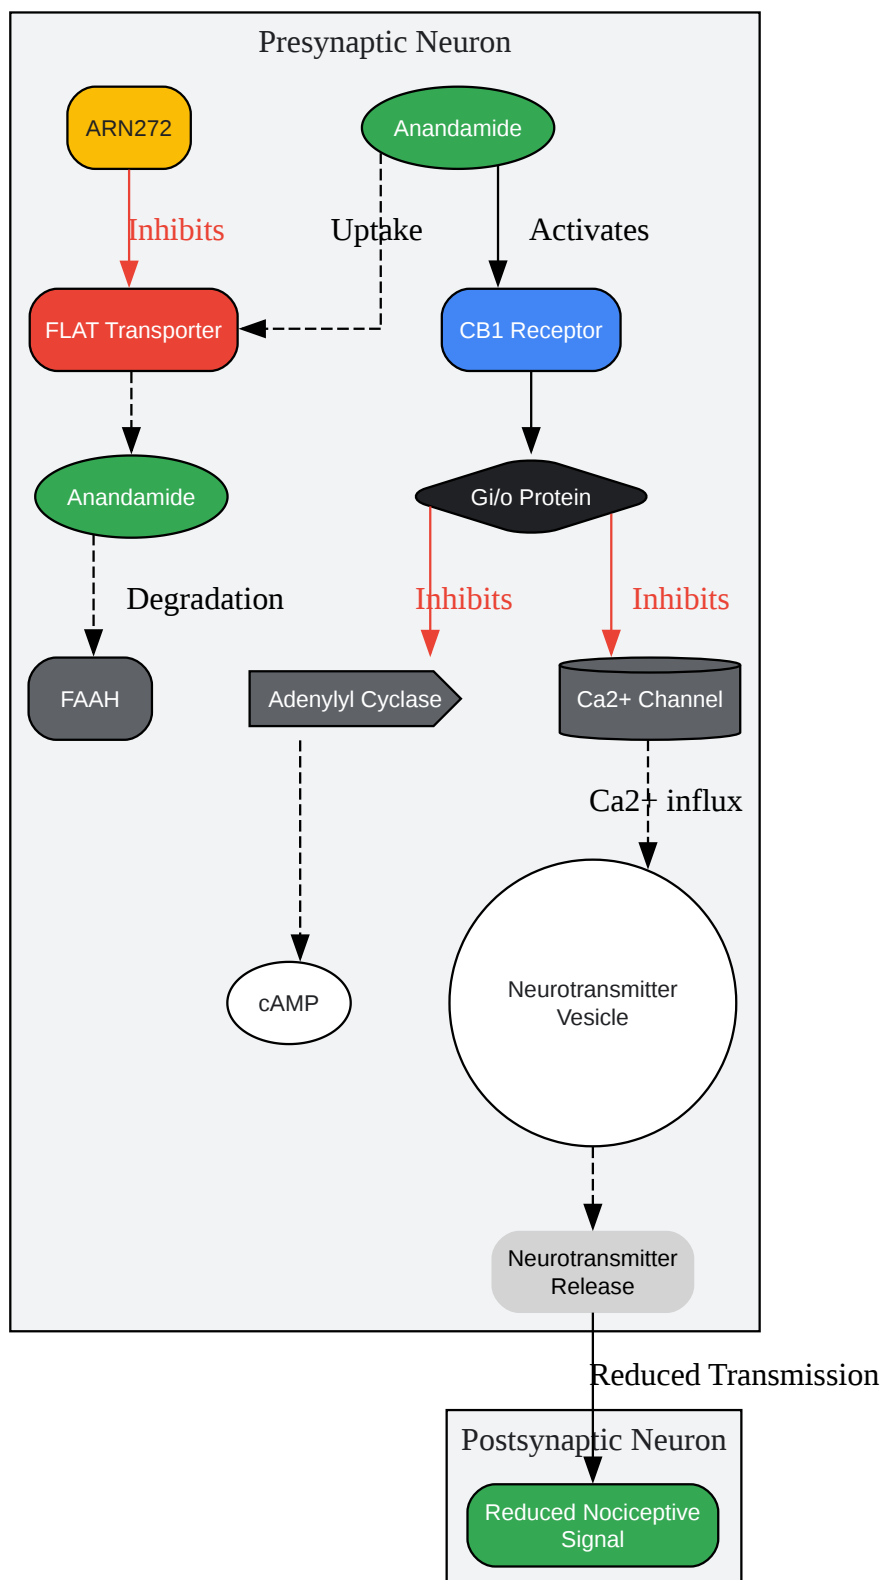 Presynaptic Neuron
ARN272
Anandamide
Inhibits
Uptake
Activates
FLAT Transporter
CB1 Receptor
Anandamide
Gi/o Protein
Degradation
Inhibits
Inhibits
FAAH
Adenylyl Cyclase
Ca2+ Channel
Ca2+ influx
cAMP
Neurotransmitter
Vesicle
Neurotransmitter
Release
Reduced Transmission
Postsynaptic Neuron
Reduced Nociceptive
Signal